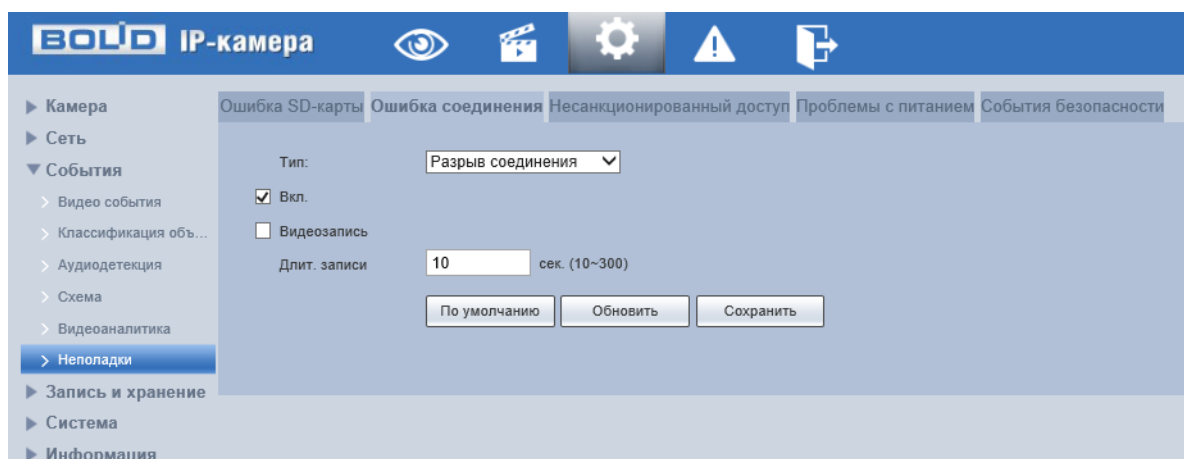 BOLID IP-камера
Камера
Сеть
События
Видео события
Классификация объ...
Аудиодетекция
Схема
Видеоаналитика
Неполадки
Запись и хранение
Система
Информация
Ошибка SD-карты Ошибка соединения Несанкционированный доступ Проблемы с питанием События безопасности
Тип: Разрыв соединения
Вкл.
Видеозапись
Длит. записи 10 сек. (10~300)
По умолчанию Обновить Сохранить